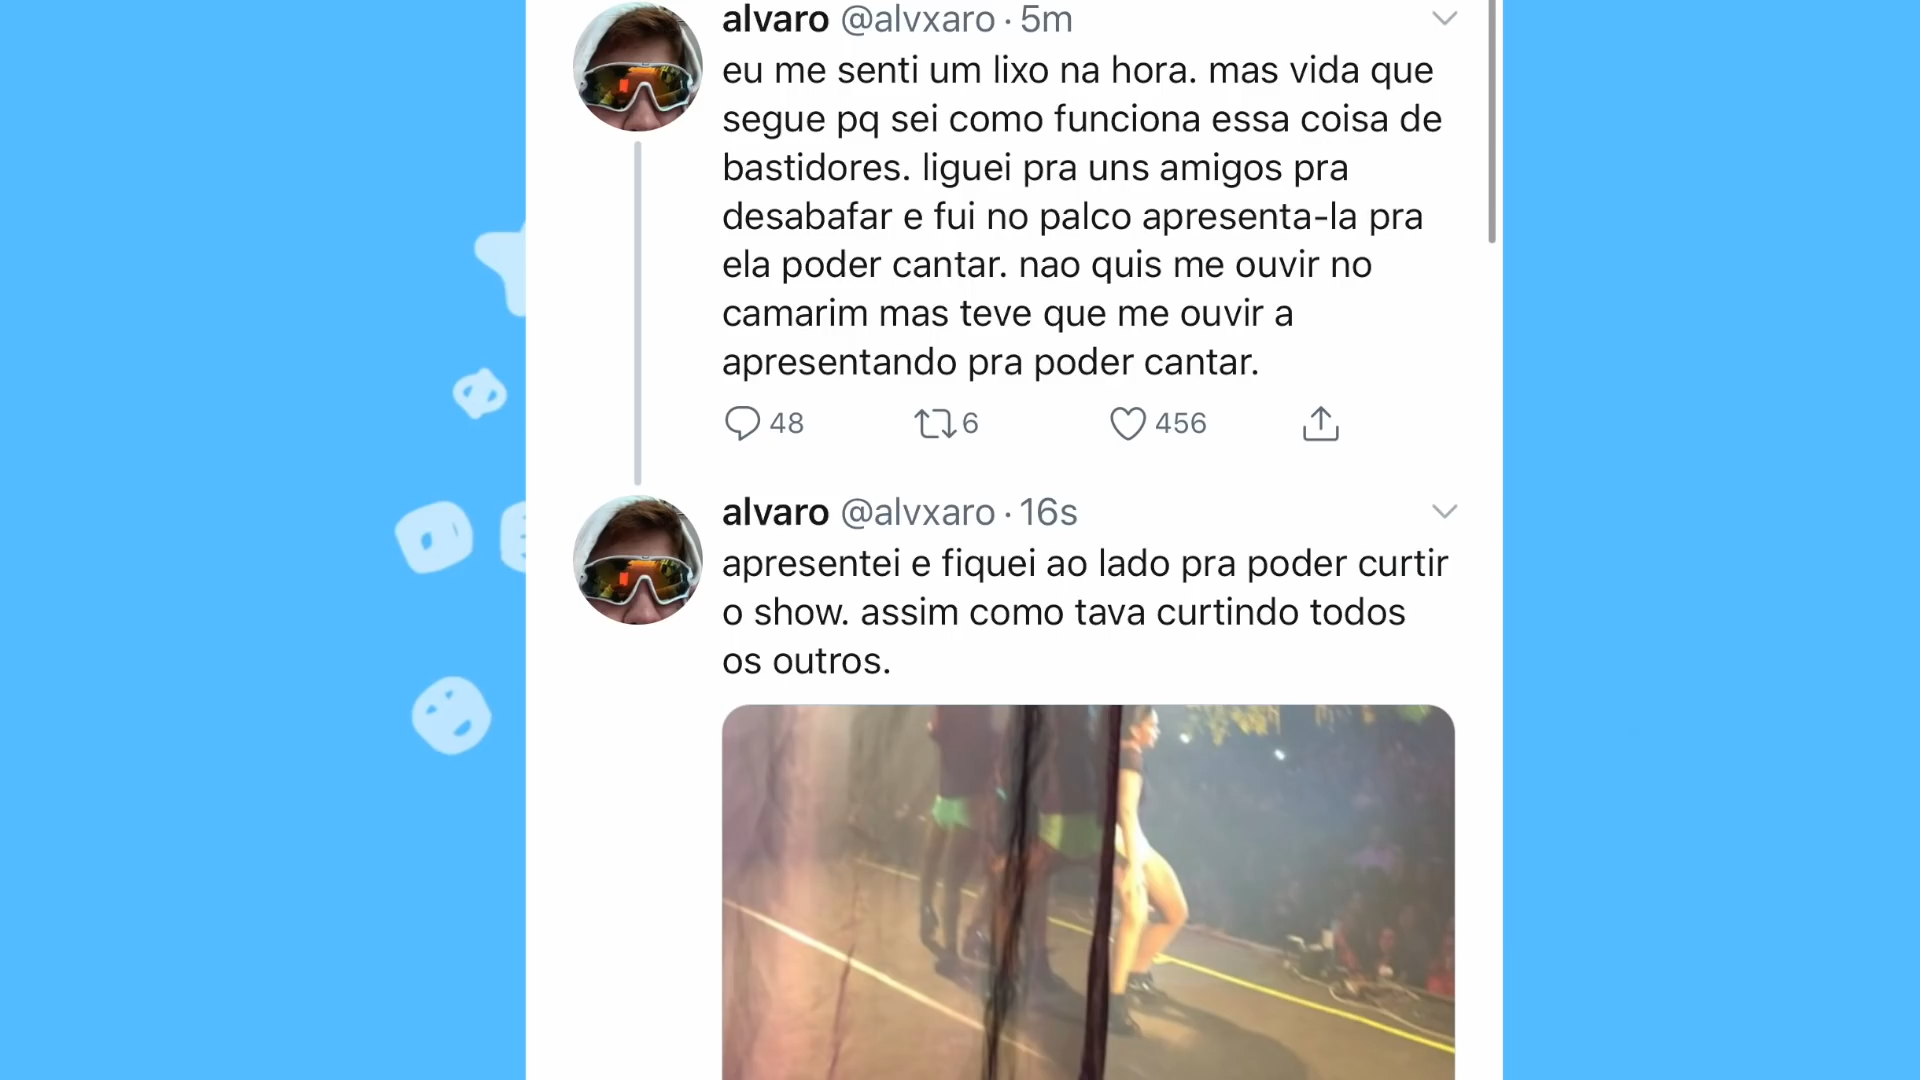 alvaro @alvxaro · 5m
eu me senti um lixo na hora. mas vida que
segue pq sei como funciona essa coisa de
bastidores. liguei pra uns amigos pra
desabafar e fui no palco apresenta-la pra
ela poder cantar. nao quis me ouvir no
camarim mas teve que me ouvir a
apresentando pra poder cantar.
48 6 456
alvaro @alvxaro · 16s
apresentei e fiquei ao lado pra poder curtir
o show. assim como tava curtindo todos
os outros.